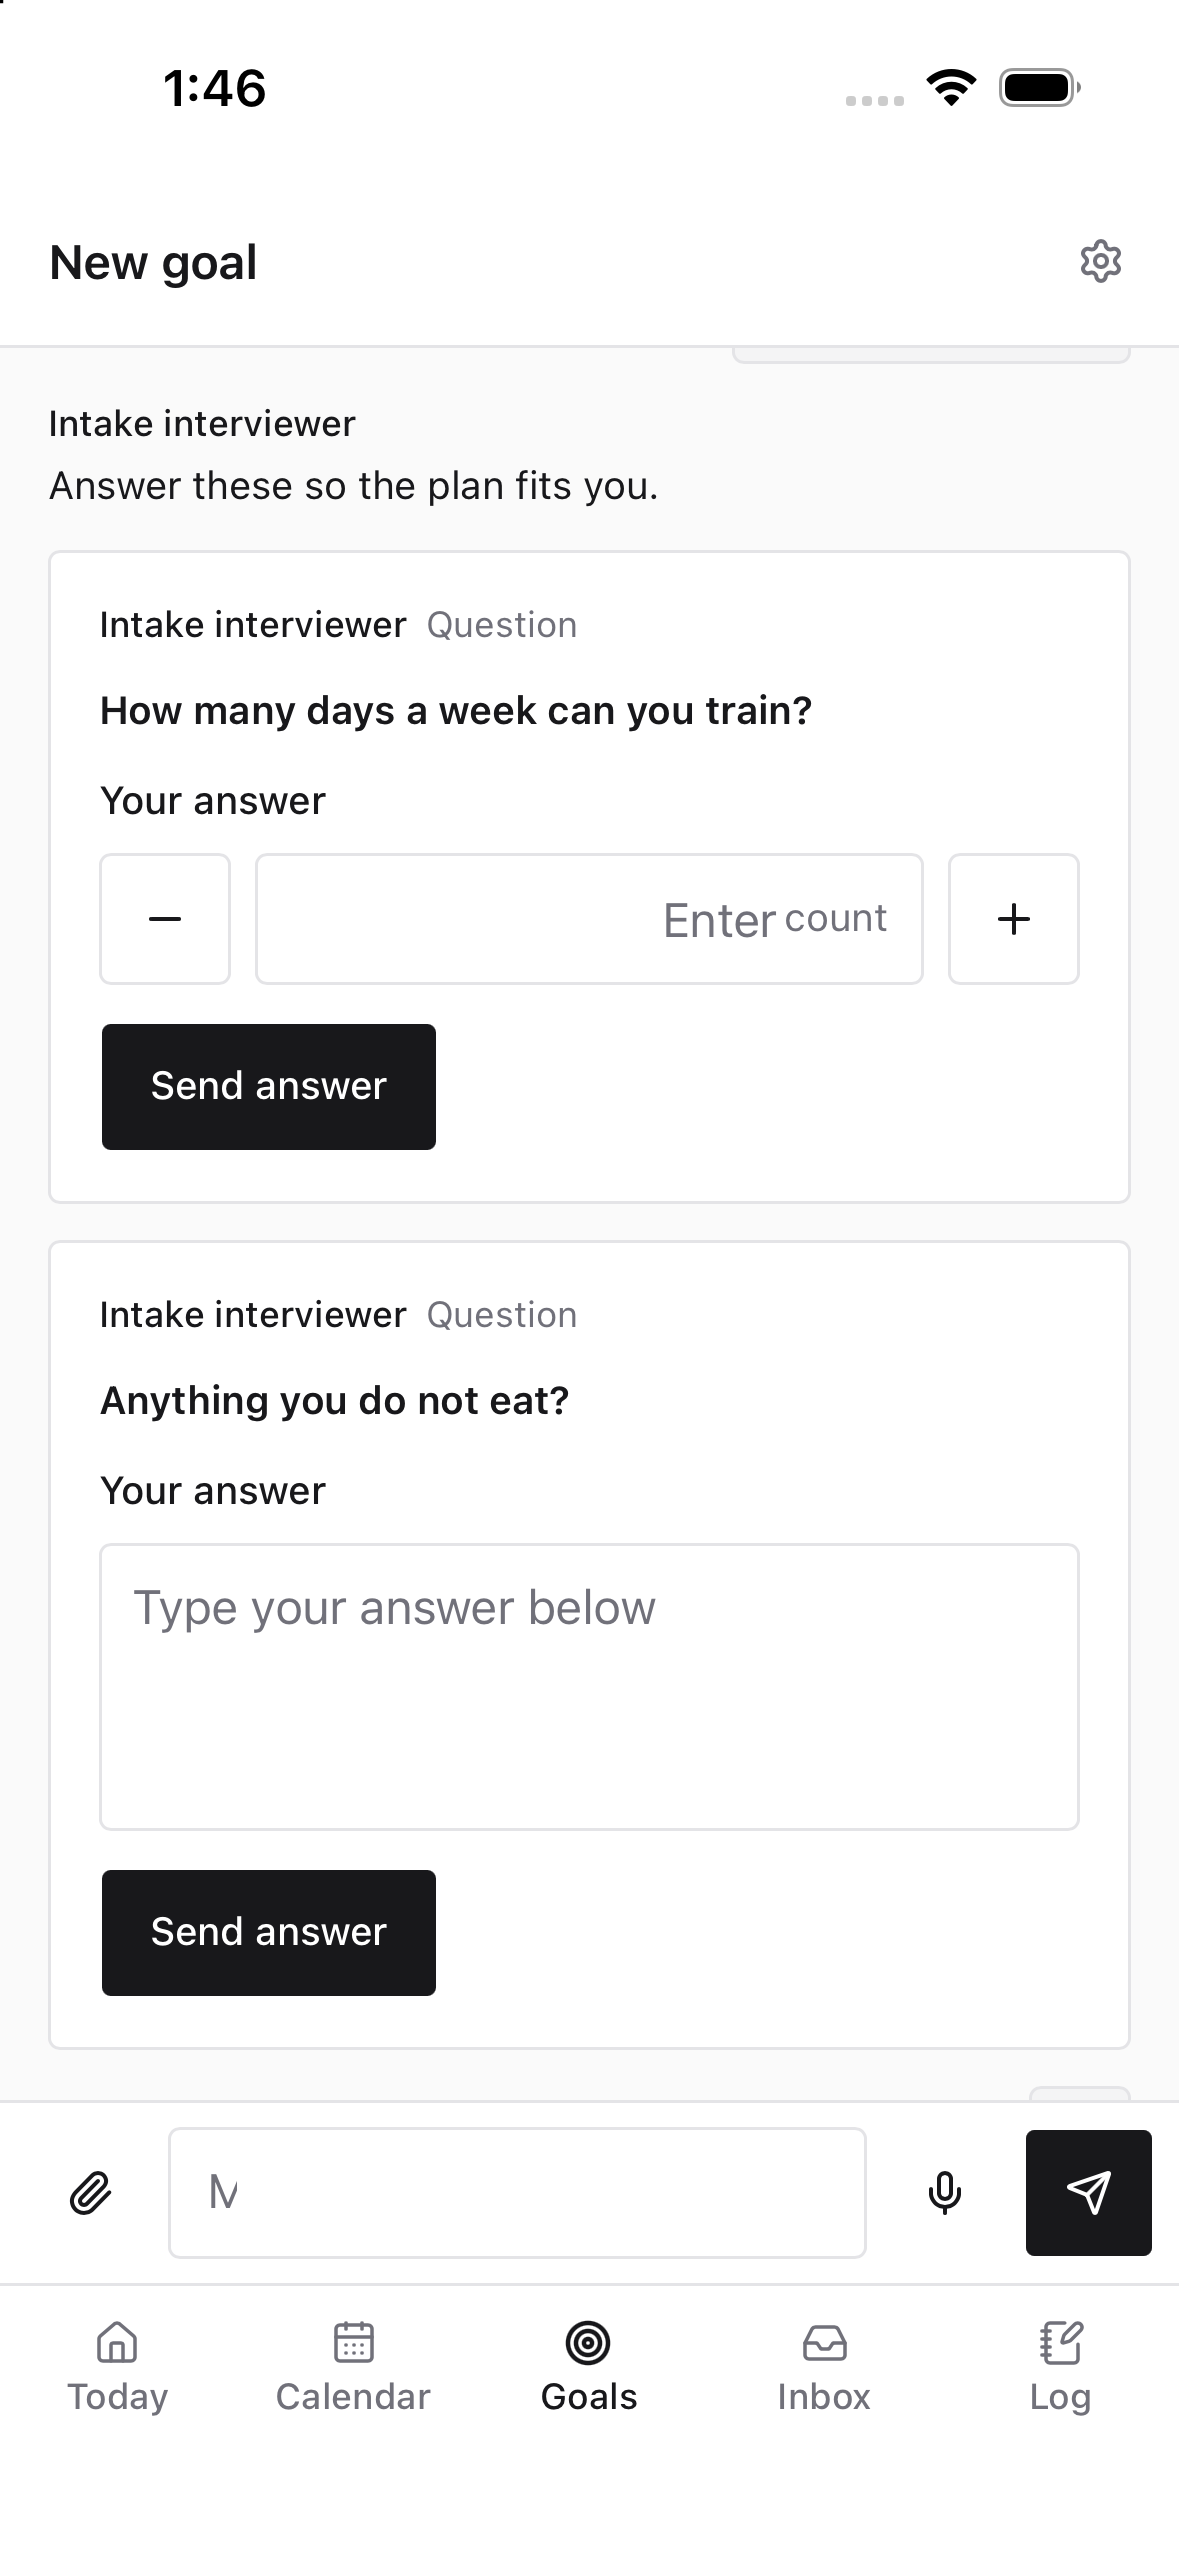 1:46
New goal
Intake interviewer
Answer these so the plan fits you.
Intake interviewer Question
How many days a week can you train?
Your answer
Enter count
Send answer
Intake interviewer Question
Anything you do not eat?
Your answer
Type your answer below
Send answer
Today Calendar Goals Inbox Log